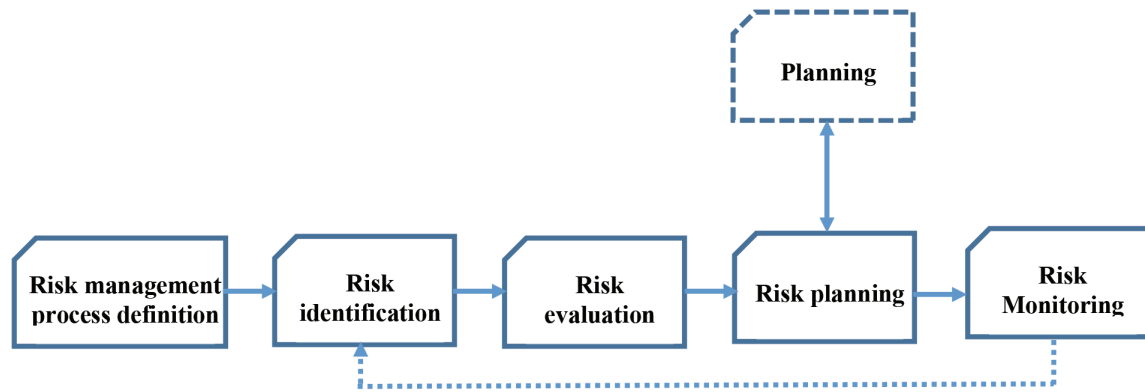 Planning
Risk management
process definition
Risk
identification
Risk
evaluation
Risk planning
Risk
Monitoring